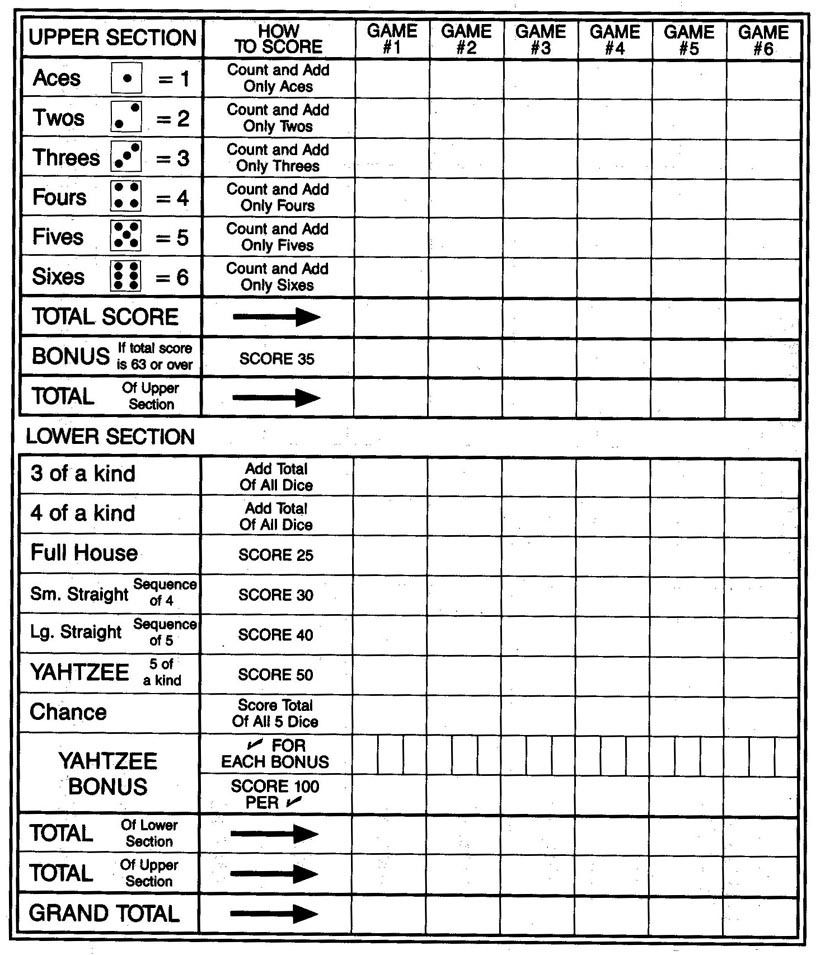 UPPER SECTION
HOW
TO SCORE
GAME
#1
GAME
#2
GAME
#3
GAME
#4
GAME
#5
GAME
#6
Aces = 1
Count and Add
Only Aces
Twos = 2
Count and Add
Only Twos
Threes = 3
Count and Add
Only Threes
Fours = 4
Count and Add
Only Fours
Fives = 5
Count and Add
Only Fives
Sixes = 6
Count and Add
Only Sixes
TOTAL SCORE
BONUS
If total score
is 63 or over
SCORE 35
TOTAL
Of Upper
Section
LOWER SECTION
3 of a kind
Add Total
Of All Dice
4 of a kind
Add Total
Of All Dice
Full House
SCORE 25
Sm. Straight
Sequence
of 4
SCORE 30
Lg. Straight
Sequence
of 5
SCORE 40
YAHTZEE
5 of
a kind
SCORE 50
Chance
Score Total
Of All 5 Dice
YAHTZEE
BONUS
✓ FOR
EACH BONUS
SCORE 100
PER ✓
TOTAL
Of Lower
Section
TOTAL
Of Upper
Section
GRAND TOTAL